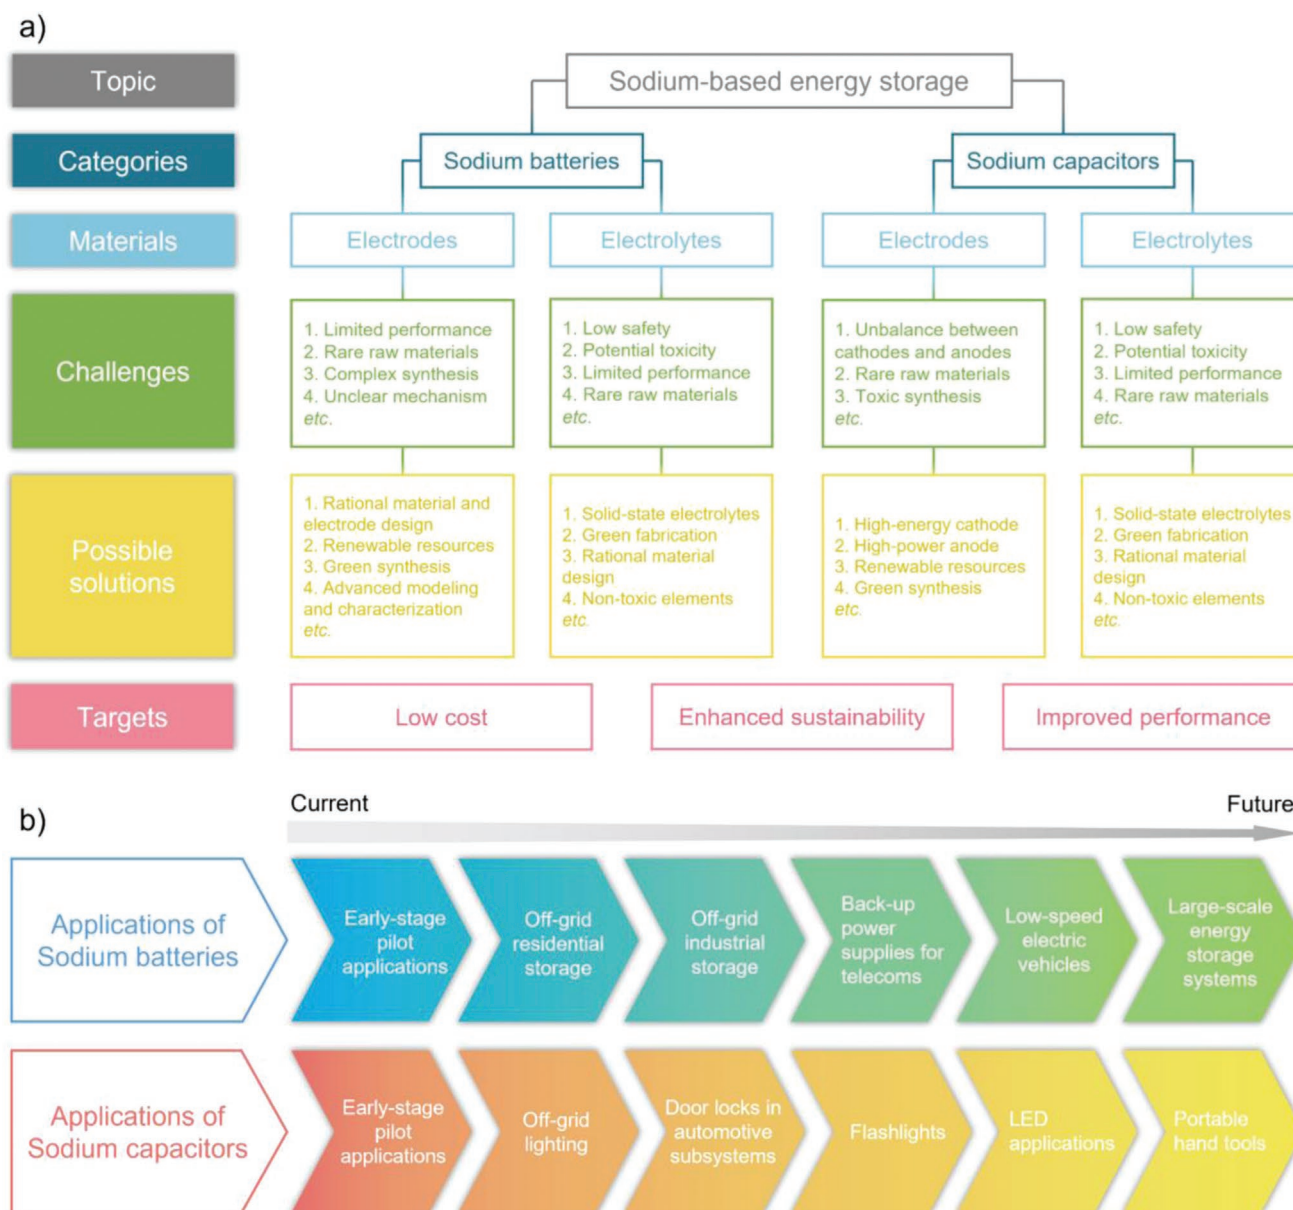 a)
Topic
Sodium-based energy storage
Categories
Sodium batteries
Sodium capacitors
Materials
Electrodes
Electrolytes
Electrodes
Electrolytes
Challenges
1. Limited performance
2. Rare raw materials
3. Complex synthesis
4. Unclear mechanism
etc.
1. Low safety
2. Potential toxicity
3. Limited performance
4. Rare raw materials
etc.
1. Unbalance between
cathodes and anodes
2. Rare raw materials
3. Toxic synthesis
etc.
1. Low safety
2. Potential toxicity
3. Limited performance
4. Rare raw materials
etc.
Possible
solutions
1. Rational material and
electrode design
2. Renewable resources
3. Green synthesis
4. Advanced modeling
and characterization
etc.
1. Solid-state electrolytes
2. Green fabrication
3. Rational material
design
4. Non-toxic elements
etc.
1. High-energy cathode
2. High-power anode
3. Renewable resources
4. Green synthesis
etc.
1. Solid-state electrolytes
2. Green fabrication
3. Rational material
design
4. Non-toxic elements
etc.
Targets
Low cost
Enhanced sustainability
Improved performance
b)
Current
Future
Applications of
Sodium batteries
Early-stage
pilot
applications
Off-grid
residential
storage
Off-grid
industrial
storage
Back-up
power
supplies for
telecoms
Low-speed
electric
vehicles
Large-scale
energy
storage
systems
Applications of
Sodium capacitors
Early-stage
pilot
applications
Off-grid
lighting
Door locks in
automotive
subsystems
Flashlights
LED
applications
Portable
hand tools